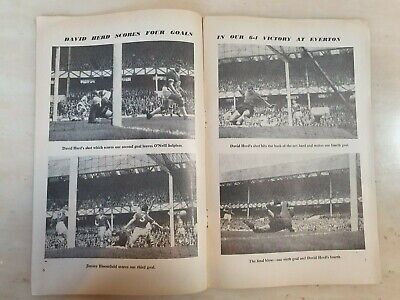 DAVID HERD SCORES FOUR GOALS
David Herd's shot which scores our second goal leaves O'Neill helpless.
Jimmy Bloomfield scores our third goal.
IN OUR 6-1 VICTORY AT EVERTON
David Herd's shot hits the back of the net hard and makes our fourth goal.
The final blow—our sixth goal and David Herd's fourth.